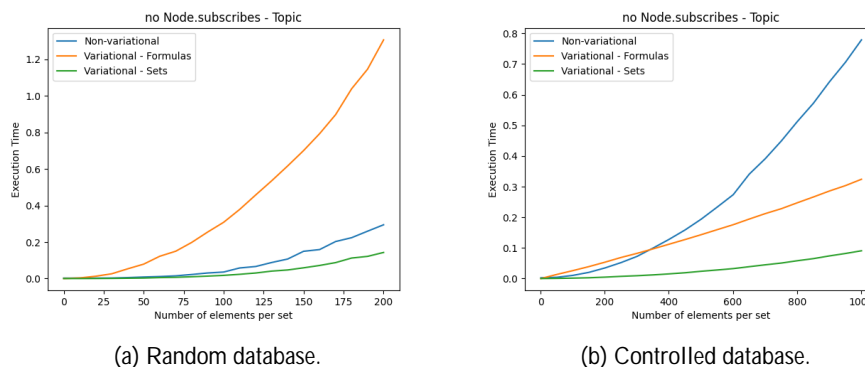 no Node.subscribes - Topic
Non-variational
Variational - Formulas
Variational - Sets
Execution Time
1.2
1.0
0.8
0.6
0.4
0.2
0.0
0 25 50 75 100 125 150 175 200
Number of elements per set
(a) Random database.
no Node.subscribes - Topic
Non-variational
Variational - Formulas
Variational - Sets
Execution Time
0.8
0.7
0.6
0.5
0.4
0.3
0.2
0.1
0.0
0 200 400 600 800 100
Number of elements per set
(b) Controlled database.